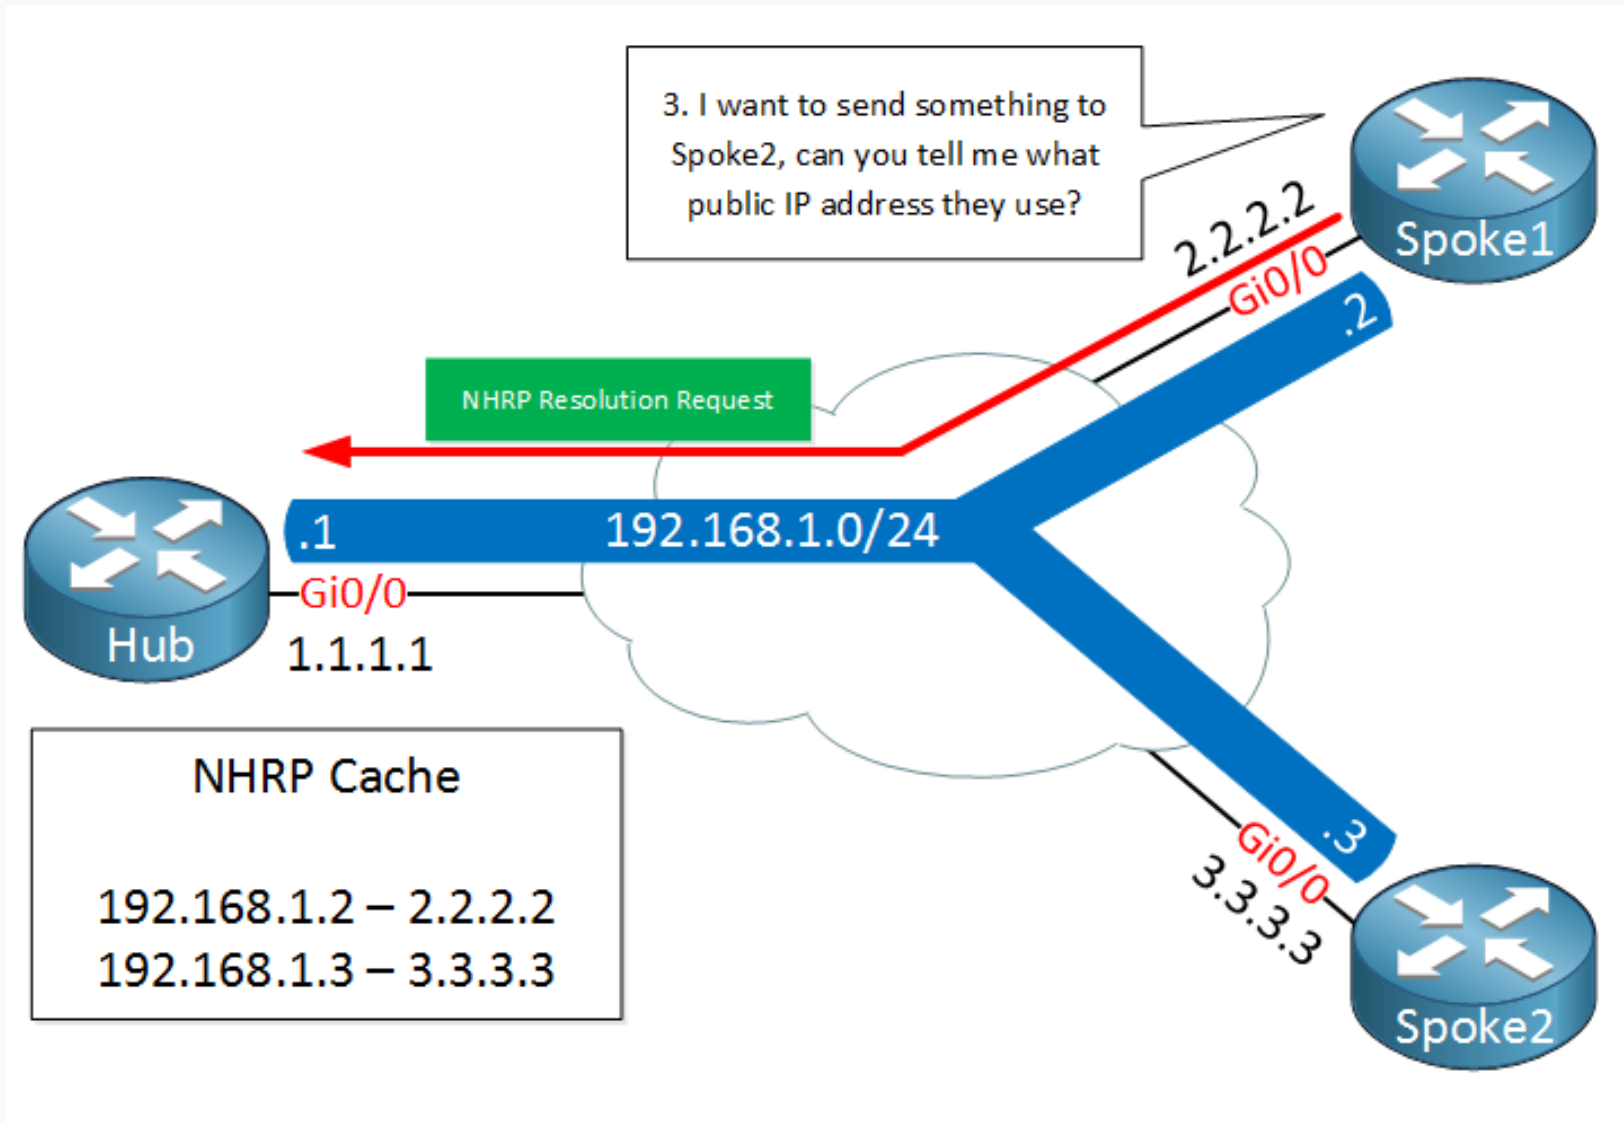 3. I want to send something to
Spoke2, can you tell me what
public IP address they use?
Spoke1
2.2.2.2
Gi0/0
.2
NHRP Resolution Request
.1
192.168.1.0/24
Gi0/0
1.1.1.1
Hub
NHRP Cache
192.168.1.2 – 2.2.2.2
192.168.1.3 – 3.3.3.3
.3
Gi0/0
3.3.3.3
Spoke2